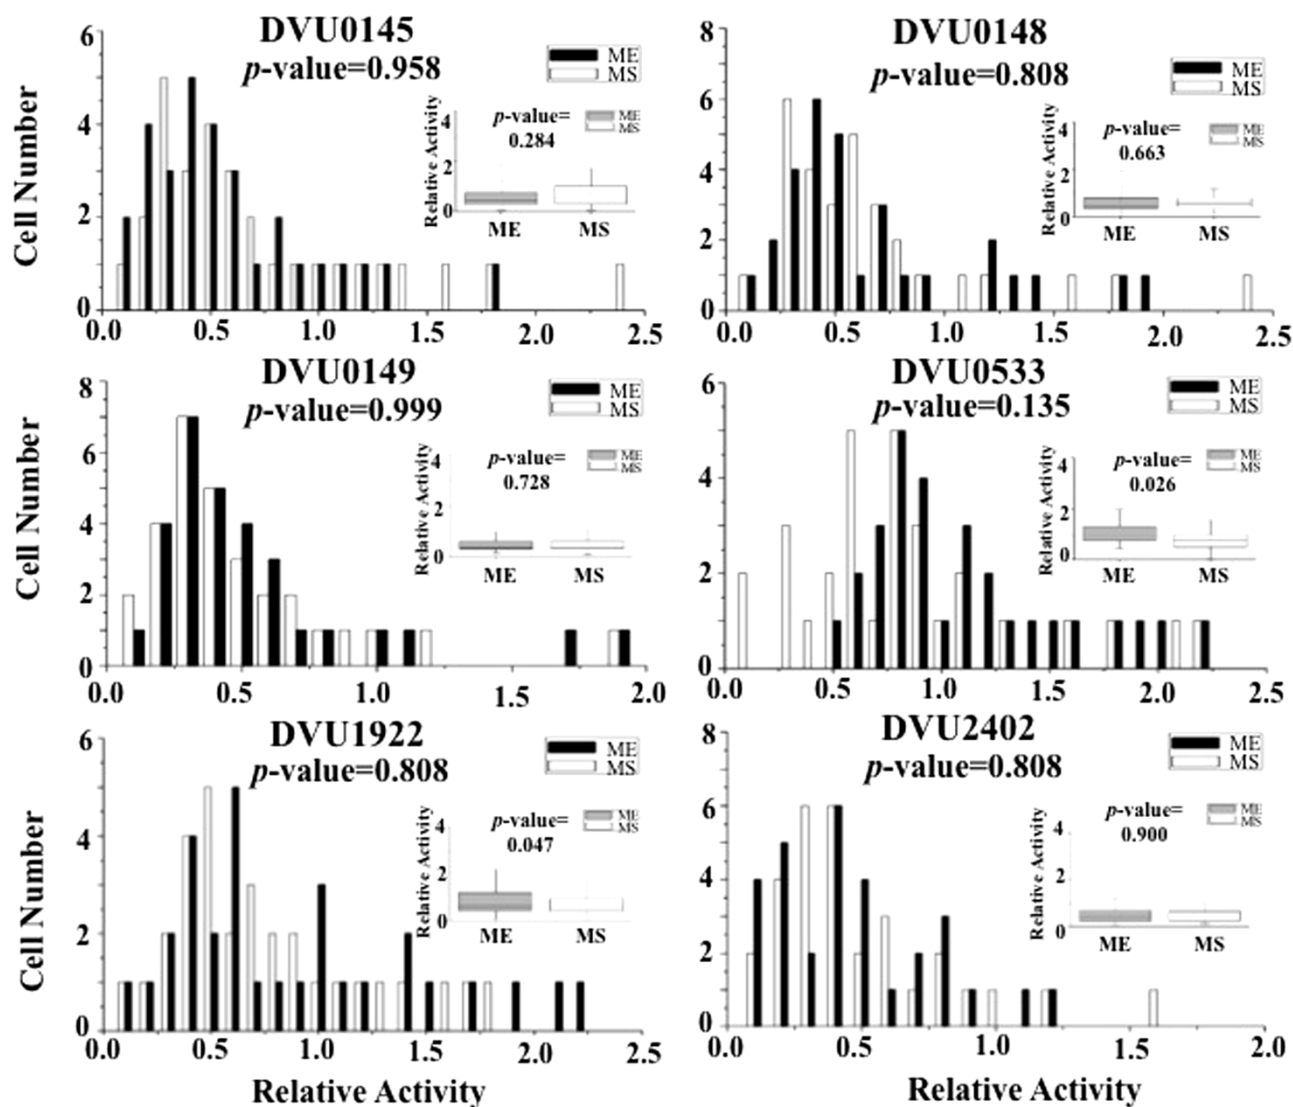 DVU0145
p-value=0.958
ME
MS
p-value=
0.284
ME
MS
Relative Activity
4
2
0
ME
MS
Cell Number
6
4
2
0
0.0
0.5
1.0
1.5
2.0
2.5
DVU0148
p-value=0.808
ME
MS
p-value=
0.663
ME
MS
Relative Activity
4
2
0
ME
MS
8
6
4
2
0
0.0
0.5
1.0
1.5
2.0
2.5
DVU0149
p-value=0.999
ME
MS
p-value=
0.728
ME
MS
Relative Activity
4
2
0
ME
MS
Cell Number
8
6
4
2
0
0.0
0.5
1.0
1.5
2.0
DVU0533
p-value=0.135
ME
MS
p-value=
0.026
ME
MS
Relative Activity
4
2
0
ME
MS
6
4
2
0
0.0
0.5
1.0
1.5
2.0
2.5
DVU1922
p-value=0.808
ME
MS
p-value=
0.047
ME
MS
Relative Activity
4
2
0
ME
MS
Cell Number
6
4
2
0
0.0
0.5
1.0
1.5
2.0
2.5
Relative Activity
DVU2402
p-value=0.808
ME
MS
p-value=
0.900
ME
MS
Relative Activity
4
2
0
ME
MS
8
6
4
2
0
0.0
0.5
1.0
1.5
2.0
Relative Activity